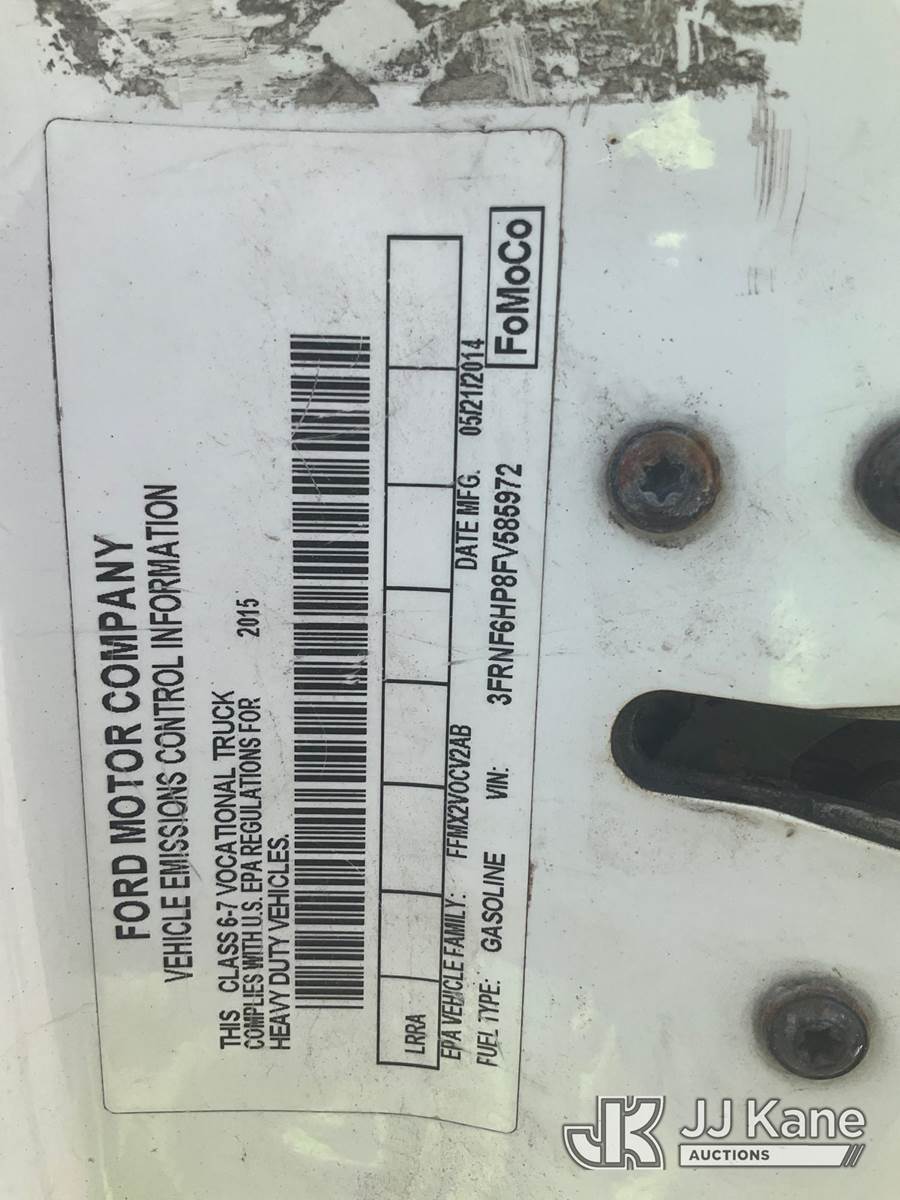 FORD MOTOR COMPANY
VEHICLE EMISSIONS CONTROL INFORMATION
THIS CLASS 6-7 VOCATIONAL TRUCK
COMPLIES WITH U.S. EPA REGULATIONS FOR 2015
HEAVY DUTY VEHICLES.
LRRA
EPA VEHICLE FAMILY: FFMX2VOCV2AB DATE MFG. 05/21/2014
FUEL TYPE: GASOLINE VIN: 3FRNF6HP8FV585972
FoMoCo
JK JJ Kane
AUCTIONS